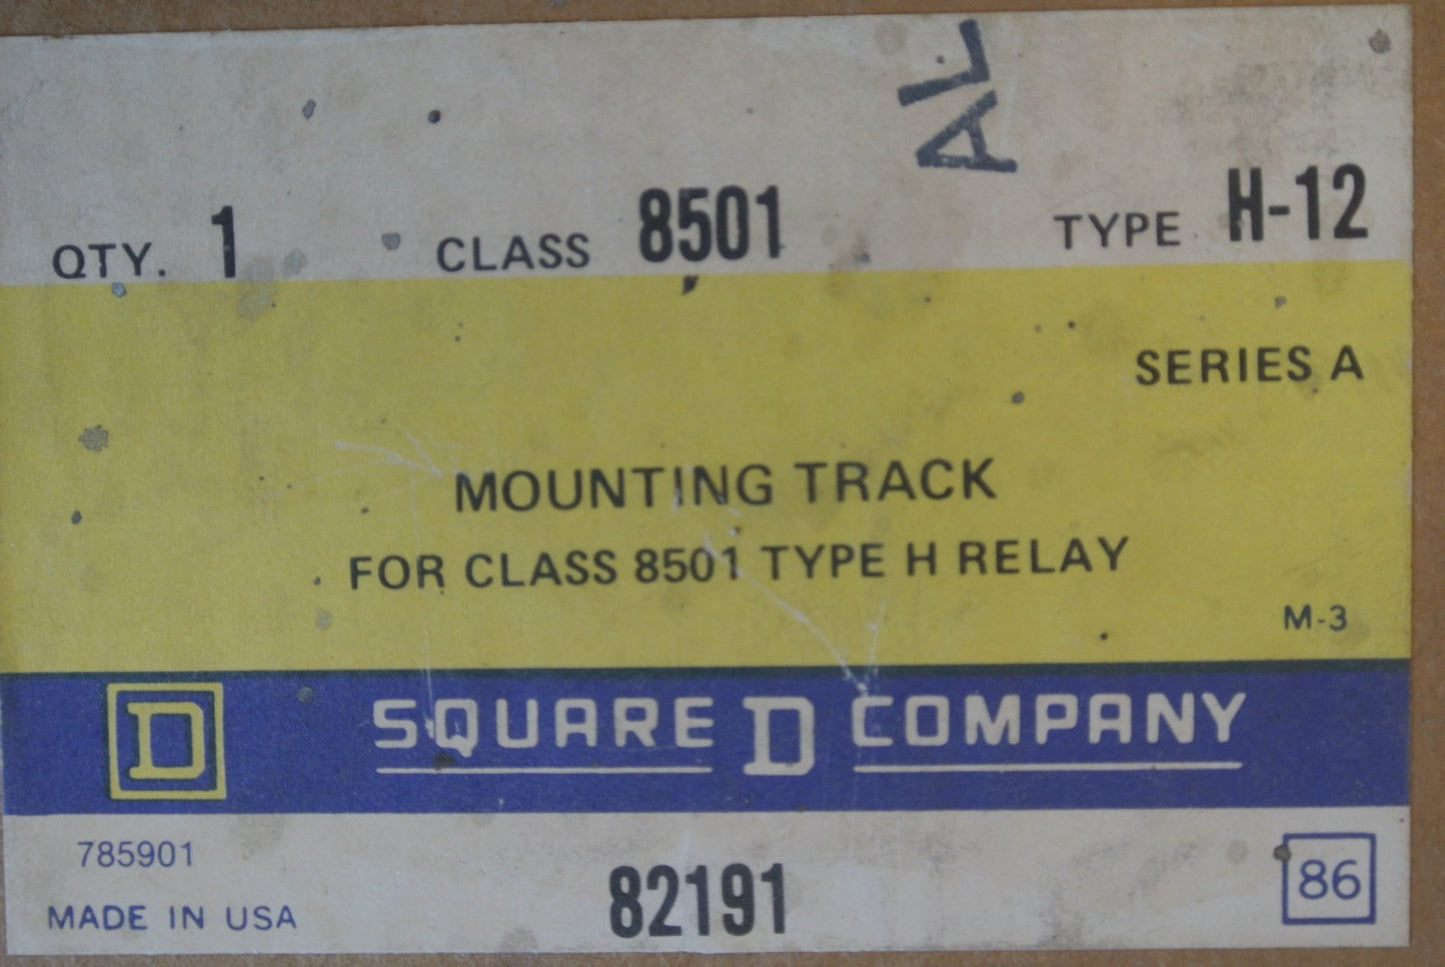 AL
QTY. 1 CLASS 8501 TYPE H-12
SERIES A
MOUNTING TRACK
FOR CLASS 8501 TYPE H RELAY
M-3
D SQUARE D COMPANY
785901
MADE IN USA
82191
86